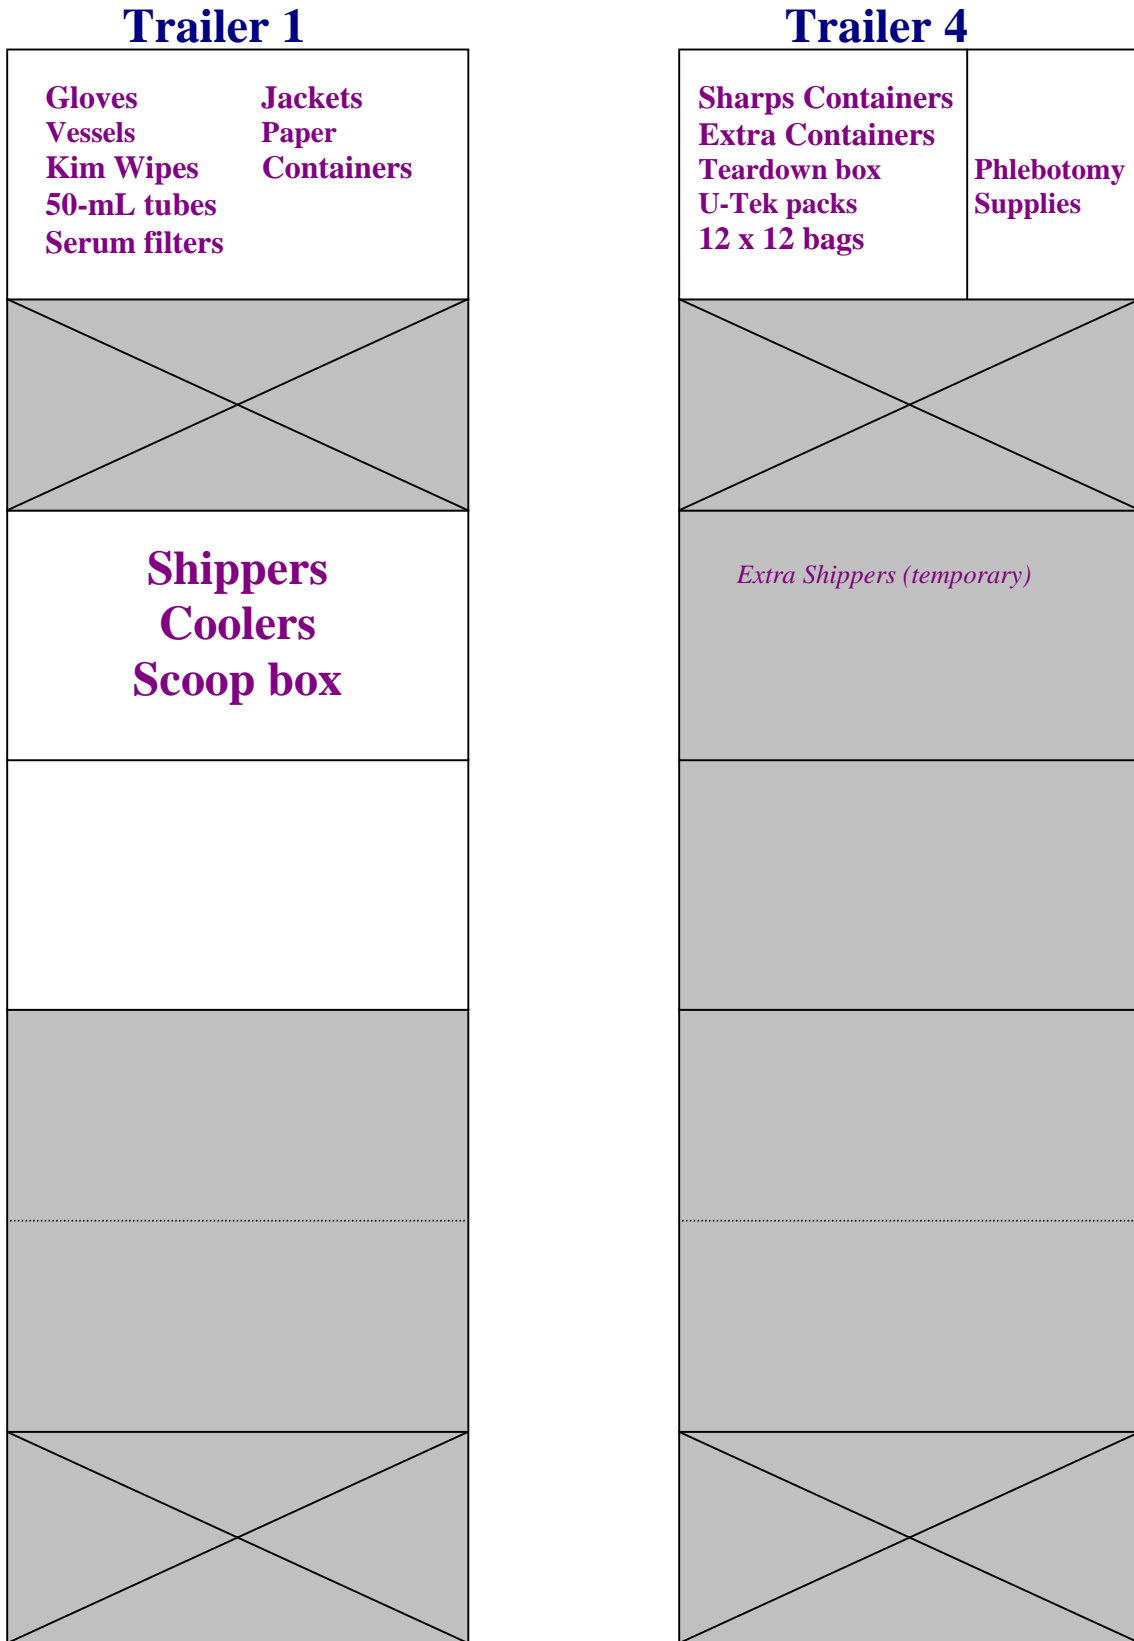 Trailer 1
Gloves
Vessels
Kim Wipes
50-mL tubes
Serum filters
Jackets
Paper
Containers
Shippers
Coolers
Scoop box
Trailer 4
Sharps Containers
Extra Containers
Teardown box
U-Tek packs
12 x 12 bags
Phlebotomy
Supplies
Extra Shippers (temporary)